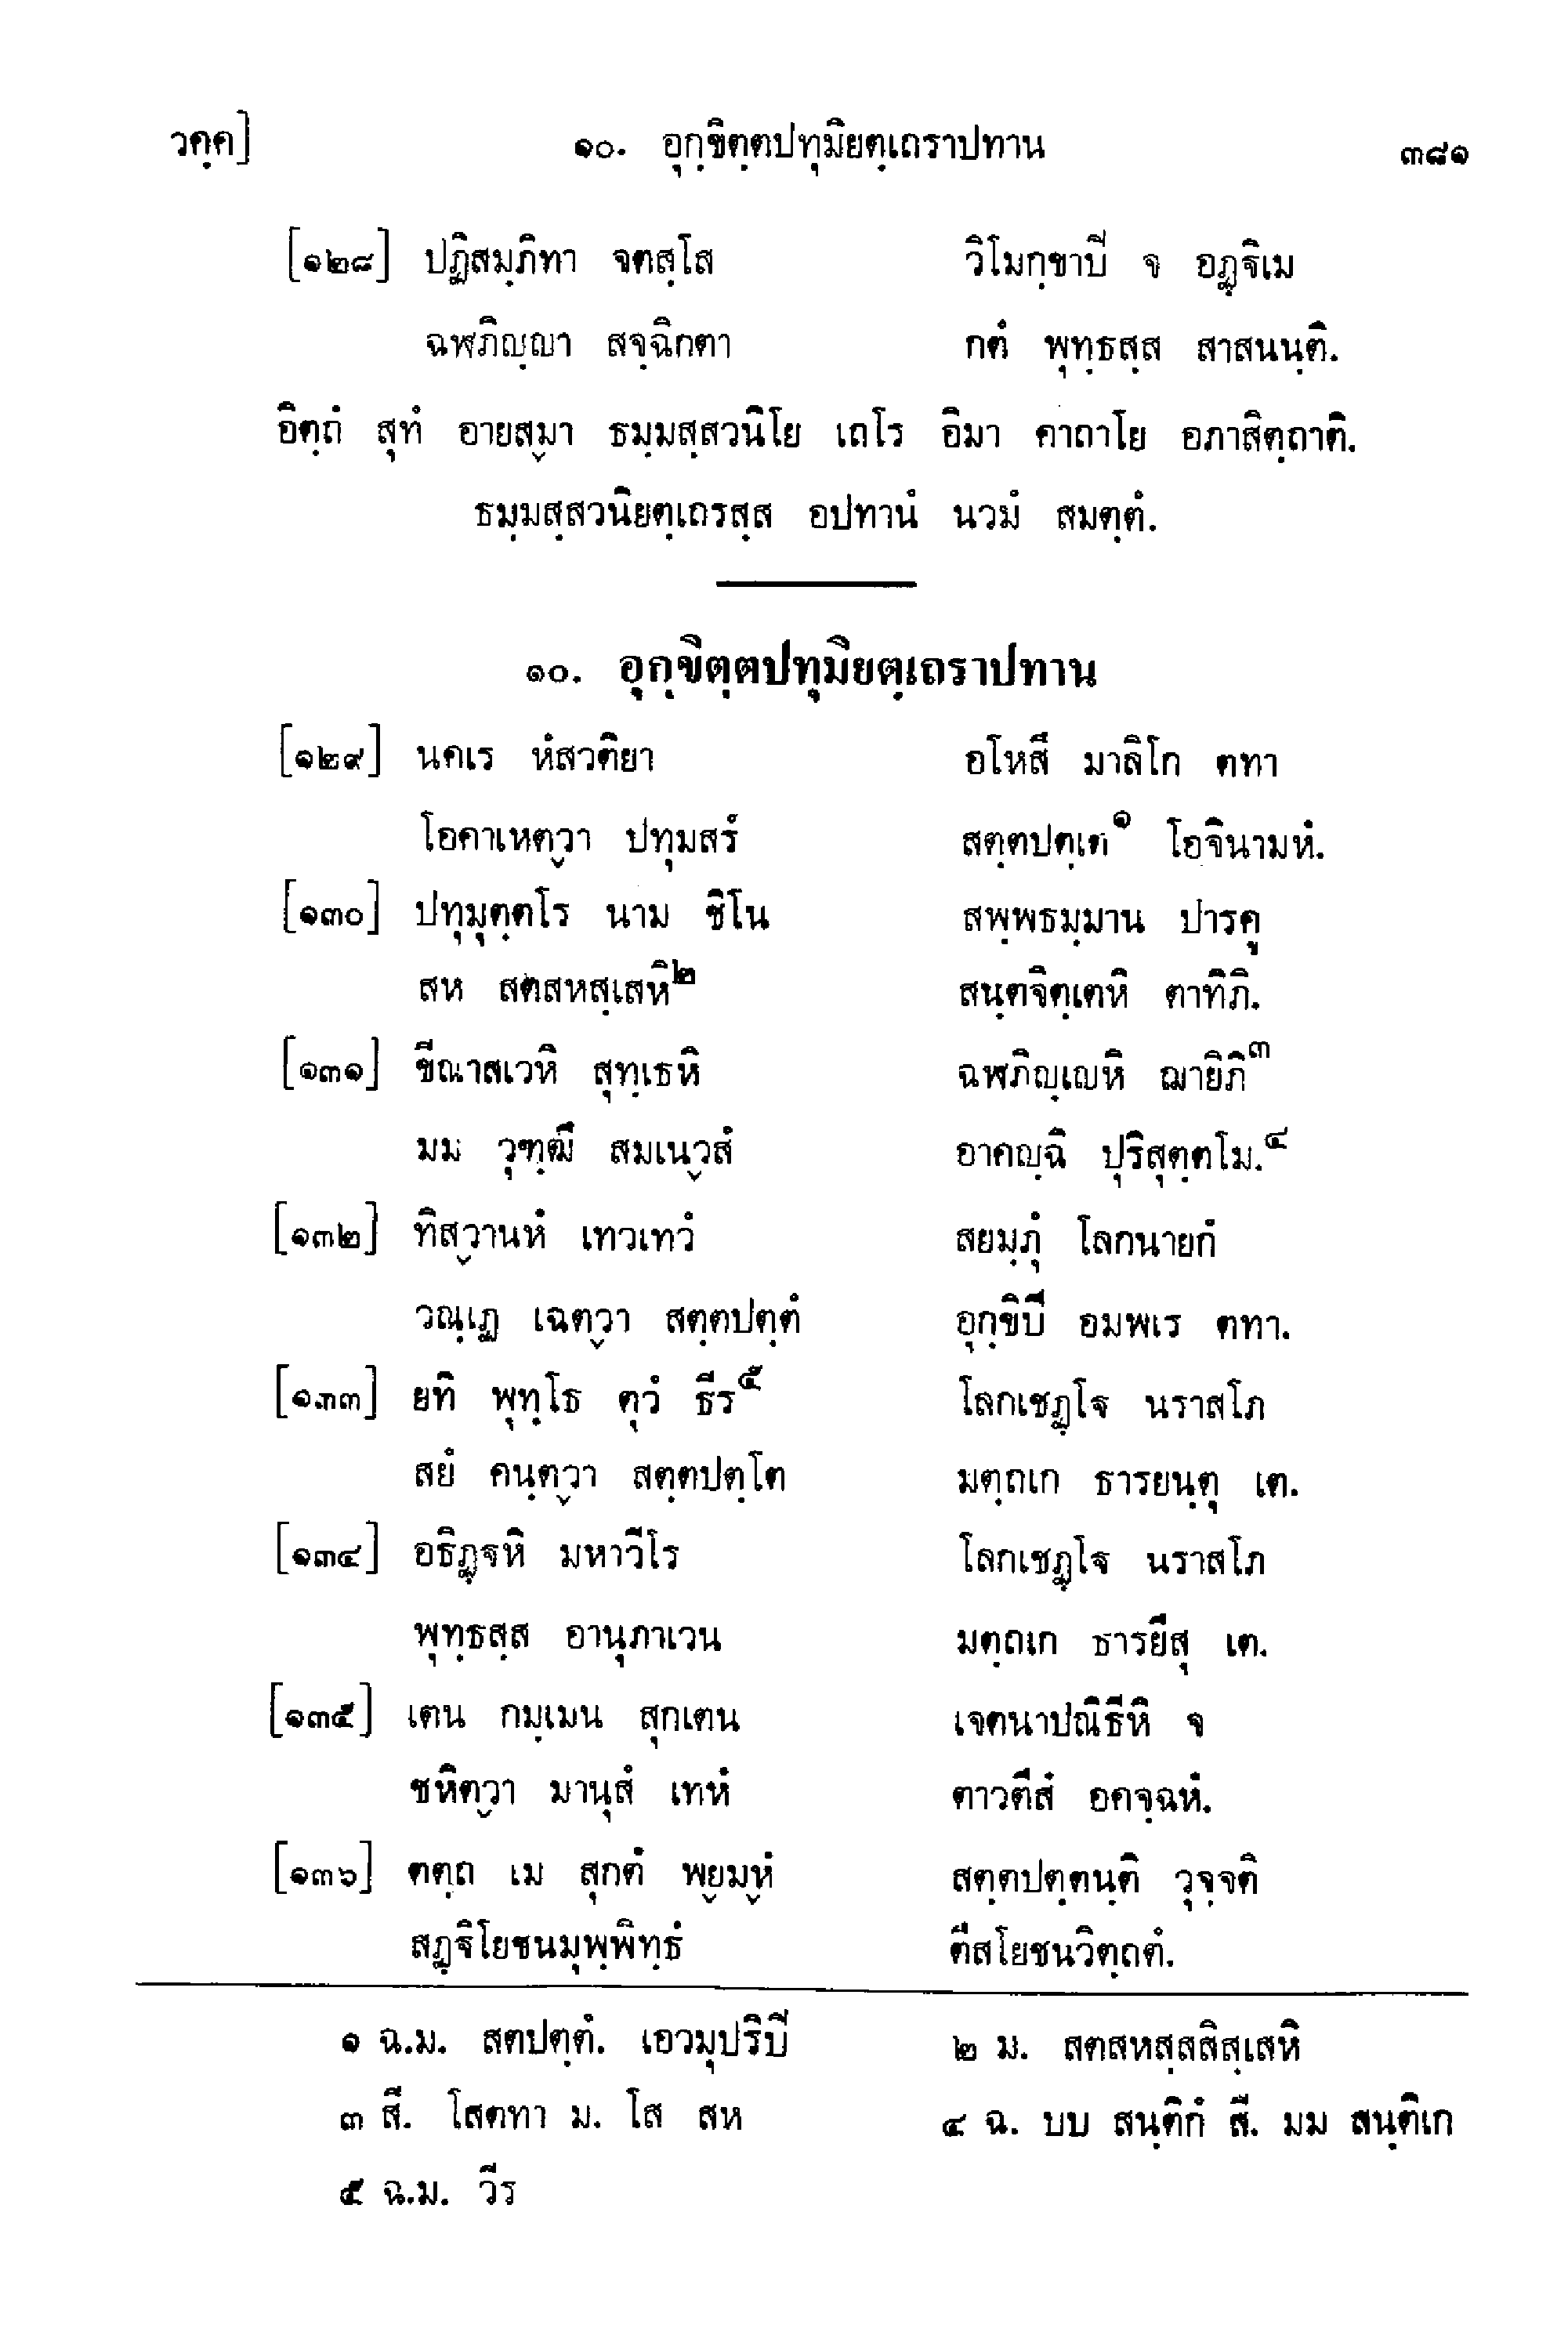 วคฺค] ๑๐. อุกฺขิตฺตปทุมิยตฺเถราปทาน ๓๘๑
[๑๒๘] ปฏิสมฺภิทา จตสฺโส วิโมกฺขาปิ จ อฏฺฐิเม
ฉฬภิญฺญา สจฺฉิกตา กตํ พุทฺธสฺส สาสนนฺติ.
อิตฺถํ สุทํ อายสฺมา ธมฺมสฺสวนิโย เถโร อิมา คาถาโย อภาสิตฺถาติ.
ธมฺมสฺสวนิยตฺเถรสฺส อปทานํ นวมํ สมตฺตํ.
๑๐. อุกฺขิตฺตปทุมิยตฺเถราปทาน
[๑๒๙] นคเร หํสวติยา อโหสึ มาลิโก ตทา
โอคาเหตฺวา ปทุมสรํ สตฺตปตฺเต๑ โอจินามหํ.
[๑๓๐] ปทุมุตฺตโร นาม ชิโน สพฺพธมฺมาน ปารคู
สห สตสหสฺเสหิ๒ สนฺตจิตฺเตหิ ตาทิภิ.
[๑๓๑] ขีณาสเวหิ สุทฺเธหิ ฉฬภิญฺเญหิ ฌายิภิ๓
มม วุฑฺฒึ สมเนฺวสํ อาคญฺฉิ ปุริสุตฺตโม.๔
[๑๓๒] ทิสฺวานหํ เทวเทวํ สยมฺภุํ โลกนายกํ
วณฺเฏ เฉตฺวา สตฺตปตฺตํ อุกฺขิปึ อมพเร ตทา.
[๑๓๓] ยทิ พุทฺโธ ตุวํ ธีร๕ โลกเชฏฺโฐ นราสโภ
สยํ คนฺตฺวา สตฺตปตฺโต มตฺถเก ธารยนฺตุ เต.
[๑๓๔] อธิฏฺฐหิ มหาวีโร โลกเชฏฺโฐ นราสโภ
พุทฺธสฺส อานุภาเวน มตฺถเก ธารยึสุ เต.
[๑๓๕] เตน กมฺเมน สุกเตน เจตนาปณิธีหิ จ
ชหิตฺวา มานุสํ เทหํ ตาวตึสํ อคจฺฉหํ.
[๑๓๖] ตตฺถ เม สุกตํ พฺยมฺหํ สตฺตปตฺตนฺติ วุจฺจติ
สฏฺฐิโยชนมุพฺพิทฺธํ ตึสโยชนวิตฺถตํ.
๑ ฉ.ม. สตปตฺตํ. เอวมุปริปิ ๒ ม. สตสหสฺสสิสฺเสหิ
๓ สี. โสตทา ม. โส สห ๔ ฉ. บบ สนฺติกํ สี. มม สนฺติเก
๕ ฉ.ม. วีร